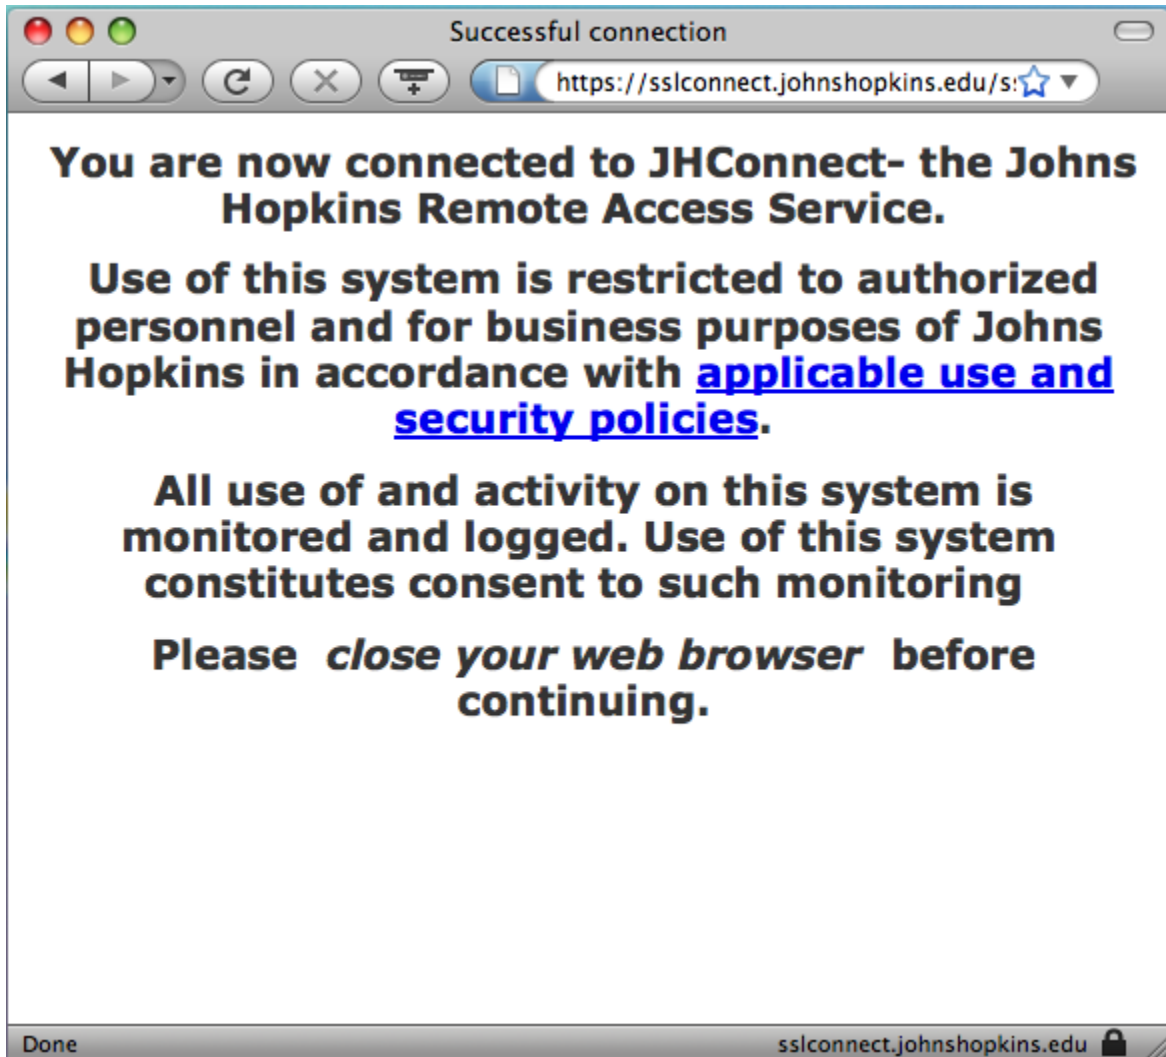 Successful connection
https://sslconnect.johnshopkins.edu/s
You are now connected to JHConnect- the Johns
Hopkins Remote Access Service.
Use of this system is restricted to authorized
personnel and for business purposes of Johns
Hopkins in accordance with applicable use and
security policies.
All use of and activity on this system is
monitored and logged. Use of this system
constitutes consent to such monitoring
Please close your web browser before
continuing.
Done
sslconnect.johnshopkins.edu